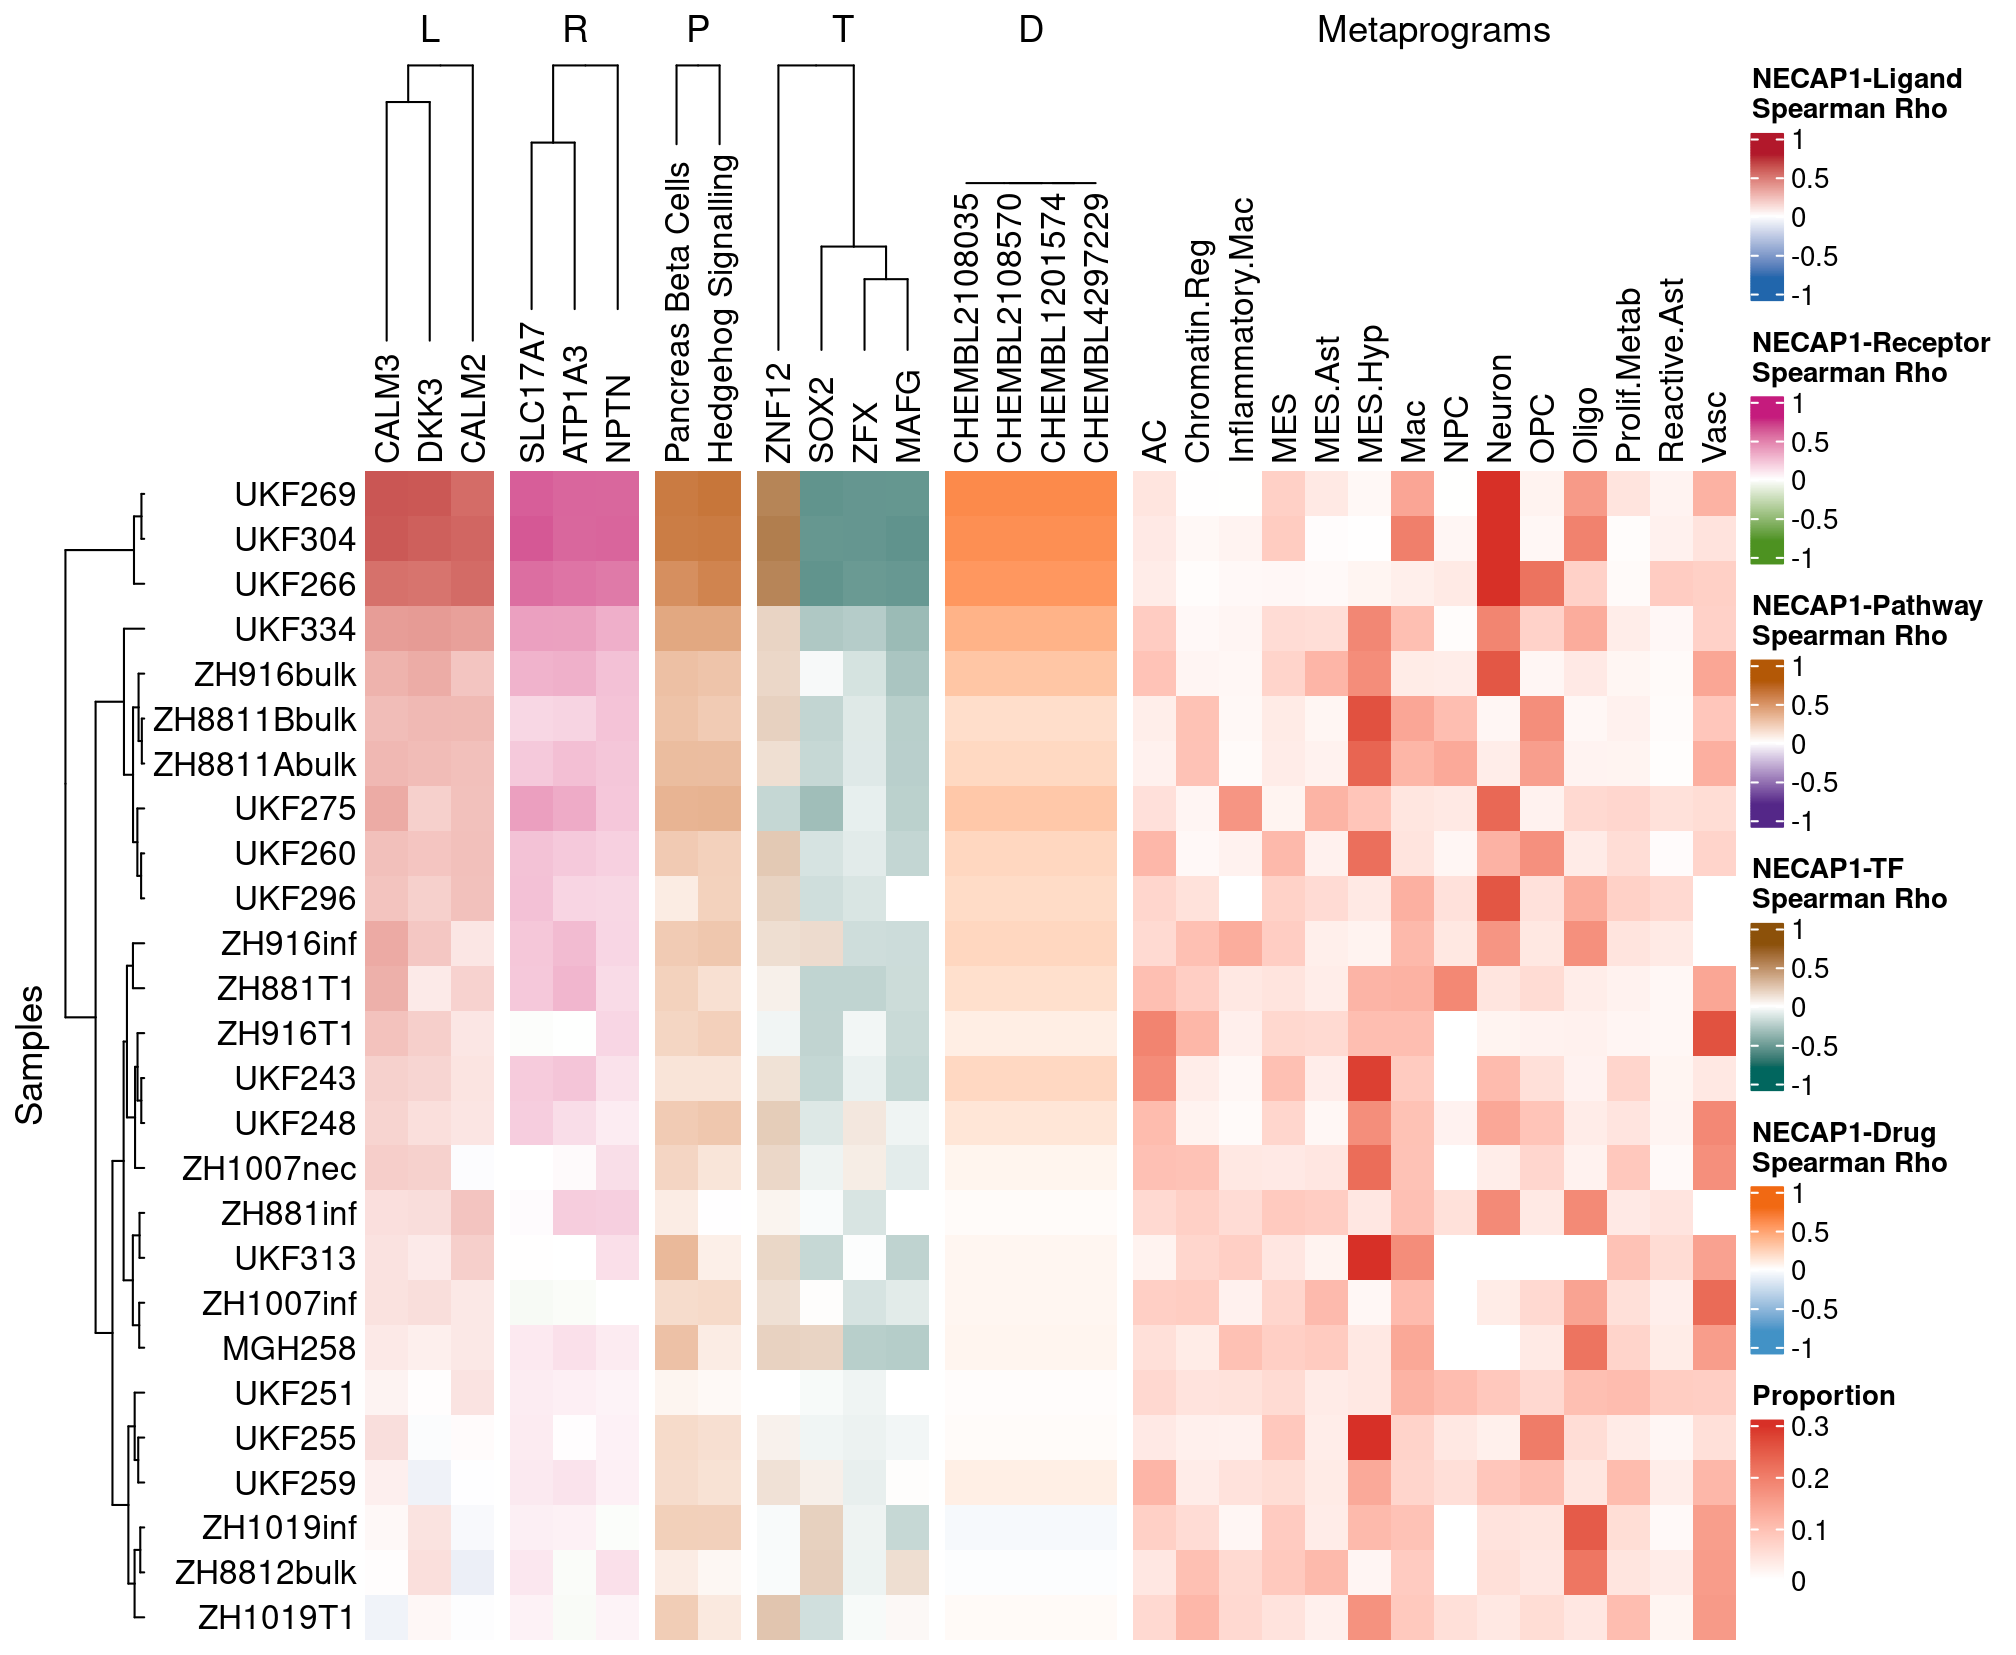 L
R
P
T
D
Metaprograms
CALM3
DKK3
CALM2
SLC17A7
ATP1A3
NPTN
Pancreas Beta Cells
Hedgehog Signalling
ZNF12
SOX2
ZFX
MAFG
CHEMBL2108035
CHEMBL2108570
CHEMBL1201574
CHEMBL4297229
AC
Chromatin.Reg
Inflammatory.Mac
MES
MES.Ast
MES.Hyp
Mac
NPC
Neuron
OPC
Oligo
Prolif.Metab
Reactive.Ast
Vasc
Samples
UKF269
UKF304
UKF266
UKF334
ZH916bulk
ZH8811Bbulk
ZH8811Abulk
UKF275
UKF260
UKF296
ZH916inf
ZH881T1
ZH916T1
UKF243
UKF248
ZH1007nec
ZH881inf
UKF313
ZH1007inf
MGH258
UKF251
UKF255
UKF259
ZH1019inf
ZH8812bulk
ZH1019T1
NECAP1-Ligand
Spearman Rho
1
0.5
0
-0.5
-1
NECAP1-Receptor
Spearman Rho
1
0.5
0
-0.5
-1
NECAP1-Pathway
Spearman Rho
1
0.5
0
-0.5
-1
NECAP1-TF
Spearman Rho
1
0.5
0
-0.5
-1
NECAP1-Drug
Spearman Rho
1
0.5
0
-0.5
-1
Proportion
0.3
0.2
0.1
0